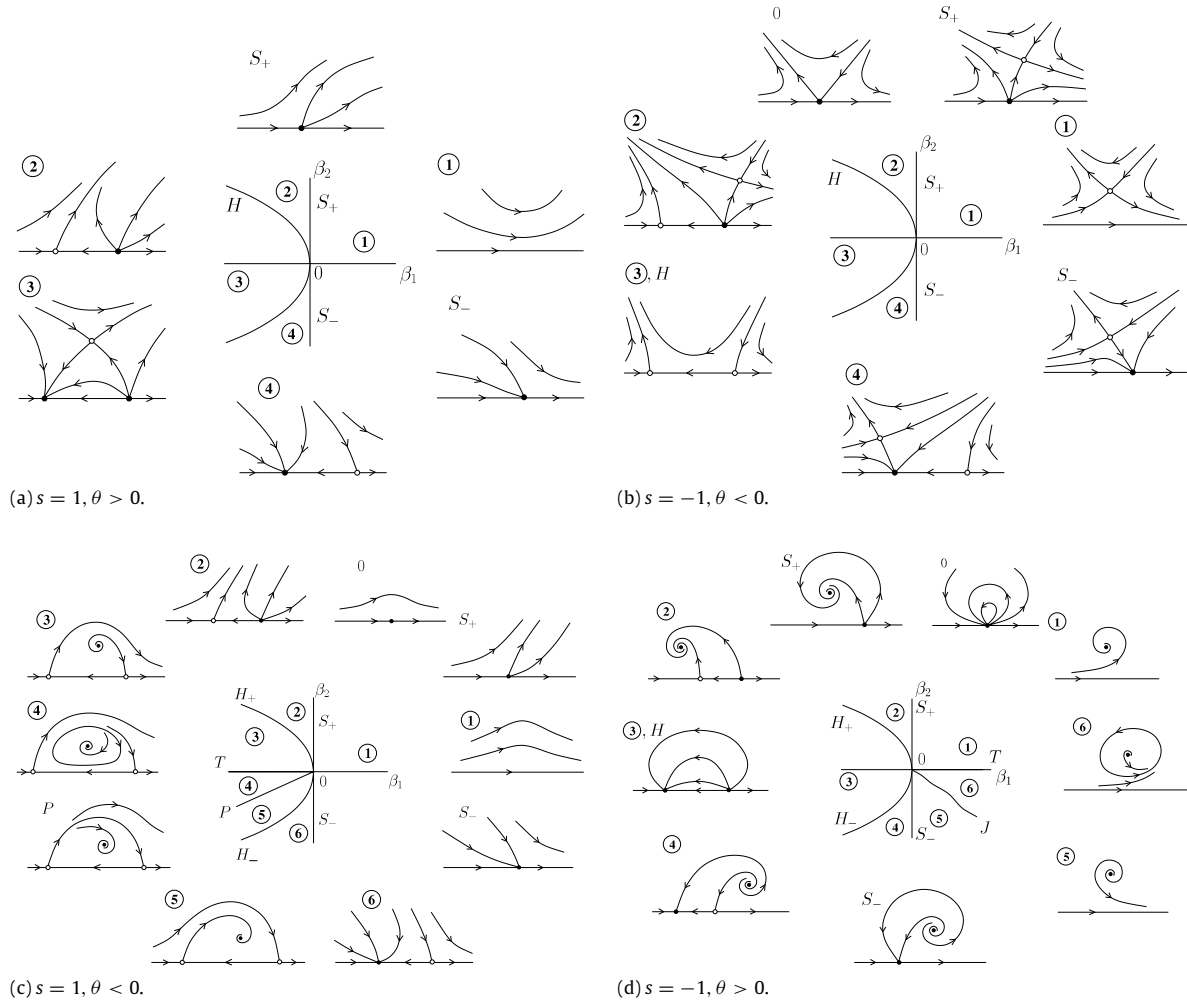 0
S₊
S₊
②
①
②
①
β₂
β₂
H
②
S₊
H
②
S₊
①
①
③
0
β₁
③
0
β₁
③
④
S₋
S₋
③, H
④
S₋
S₋
④
④
(a) s = 1, θ > 0.
(b) s = −1, θ < 0.
②
0
S₊
0
③
S₊
②
①
④
H₊
②
β₂
S₊
①
③, H
H₊
②
β₂
S₊
⑥
③
①
①
T
T
0
β₁
0
β₁
④
③
⑥
P
P
⑤
⑥
S₋
S₋
H₋
④
⑤
J
H₋
S₋
④
⑤
⑤
⑥
S₋
(c) s = 1, θ < 0.
(d) s = −1, θ > 0.